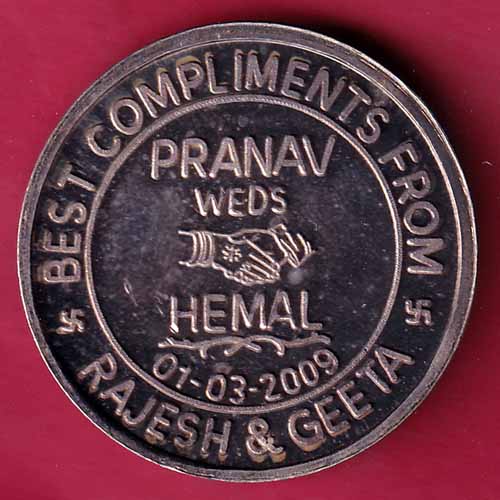 BEST COMPLIMENTS FROM
PRANAV
WEDS
HEMAL
01-03-2009
RAJESH & GEETA